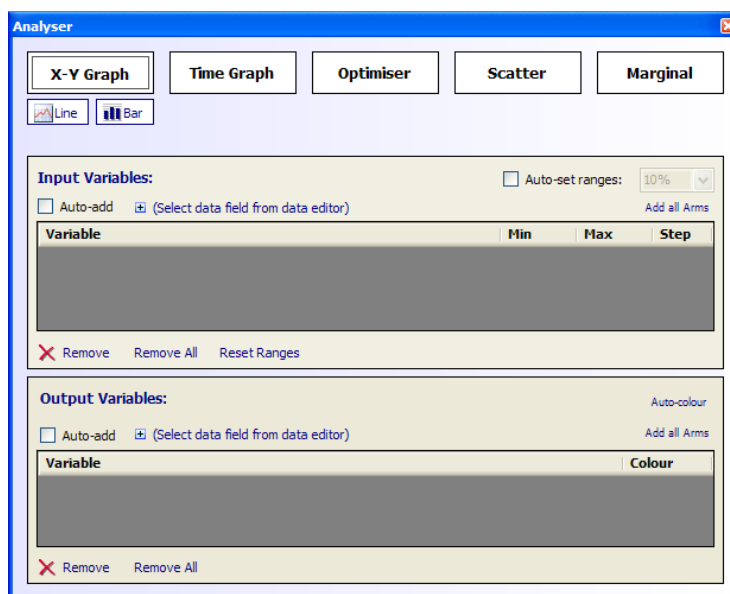 Analyser
X-Y Graph Time Graph Optimiser Scatter Marginal
Line Bar
Input Variables: Auto-set ranges: 10%
Auto-add (Select data field from data editor) Add all Arms
Variable Min Max Step
Remove Remove All Reset Ranges
Output Variables: Auto-colour
Auto-add (Select data field from data editor) Add all Arms
Variable Colour
Remove Remove All